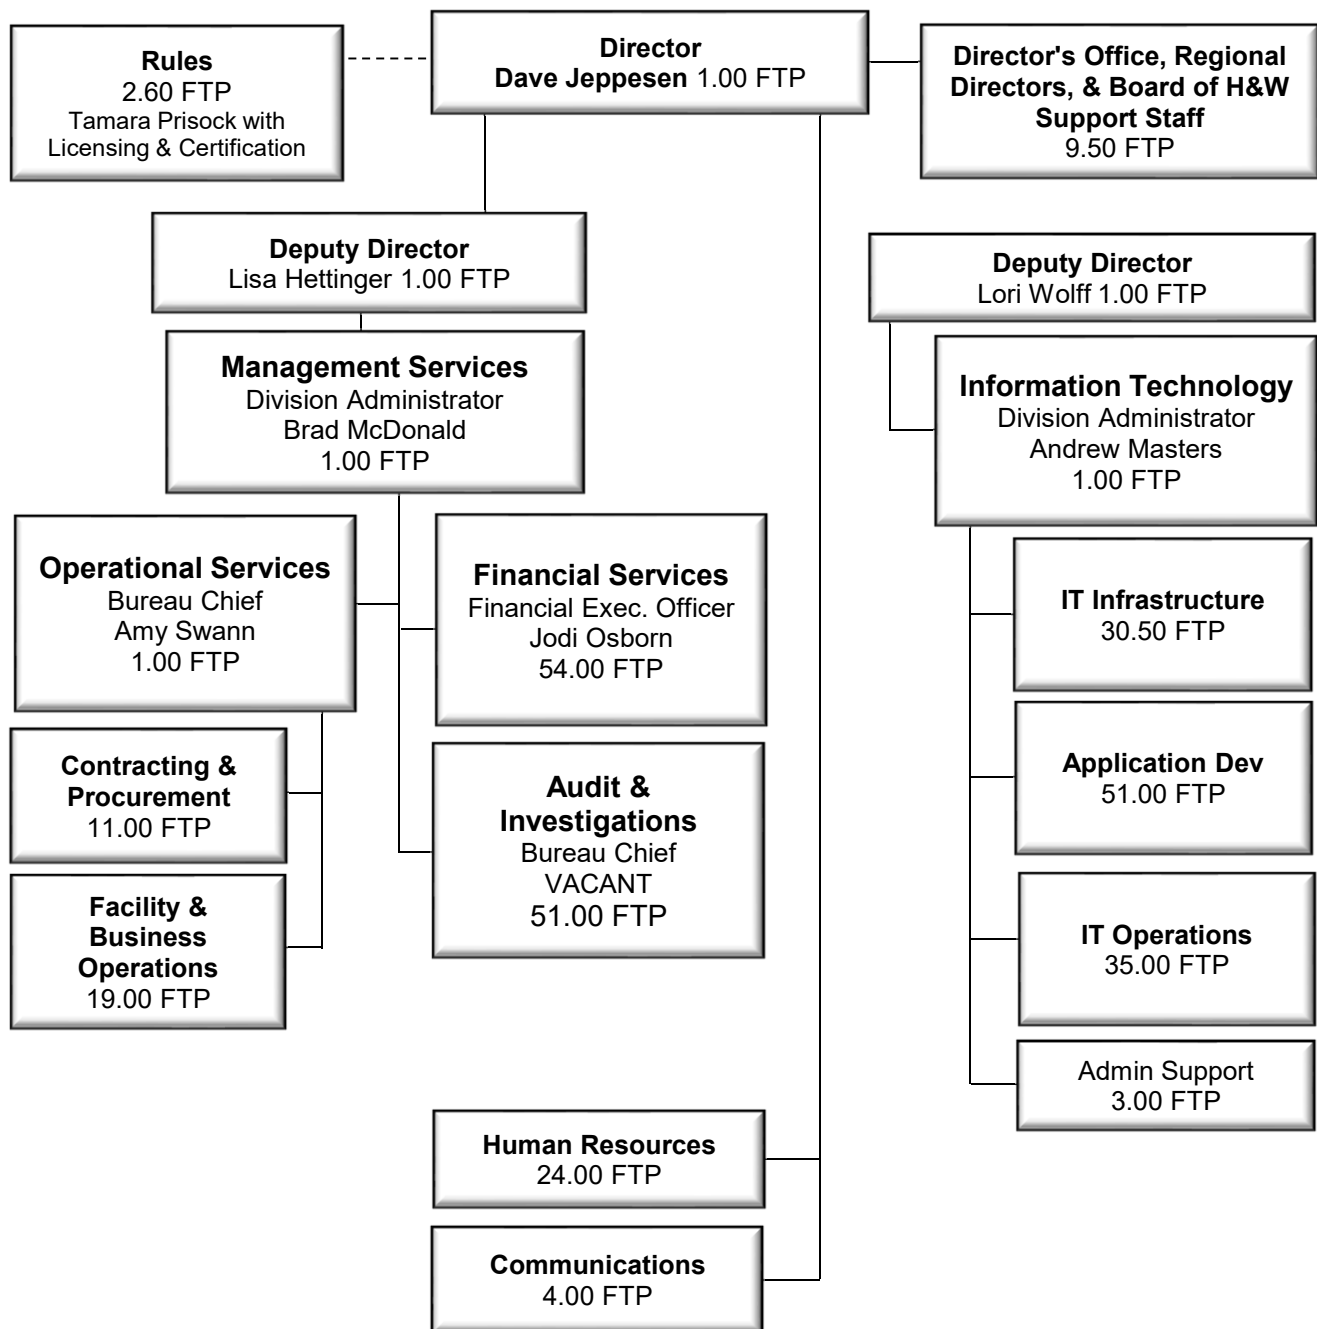 Rules
2.60 FTP
Tamara Prisock with
Licensing & Certification
Director
Dave Jeppesen 1.00 FTP
Director's Office, Regional
Directors, & Board of H&W
Support Staff
9.50 FTP
Deputy Director
Lisa Hettinger 1.00 FTP
Deputy Director
Lori Wolff 1.00 FTP
Management Services
Division Administrator
Brad McDonald
1.00 FTP
Information Technology
Division Administrator
Andrew Masters
1.00 FTP
Operational Services
Bureau Chief
Amy Swann
1.00 FTP
Financial Services
Financial Exec. Officer
Jodi Osborn
54.00 FTP
IT Infrastructure
30.50 FTP
Contracting &
Procurement
11.00 FTP
Audit &
Investigations
Bureau Chief
VACANT
51.00 FTP
Application Dev
51.00 FTP
Facility &
Business
Operations
19.00 FTP
IT Operations
35.00 FTP
Admin Support
3.00 FTP
Human Resources
24.00 FTP
Communications
4.00 FTP